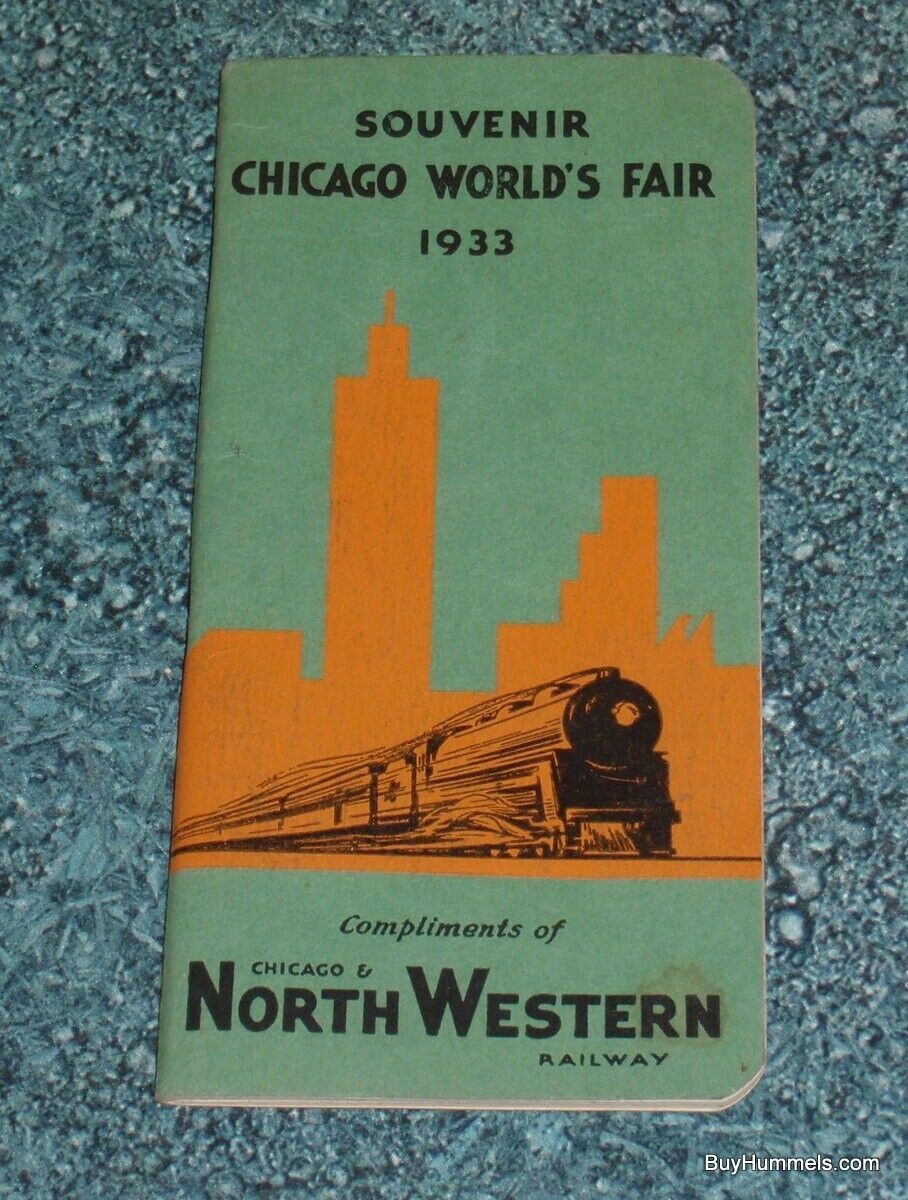 SOUVENIR
CHICAGO WORLD'S FAIR
1933
Compliments of
CHICAGO &
NORTH WESTERN
RAILWAY
BuyHummels.com